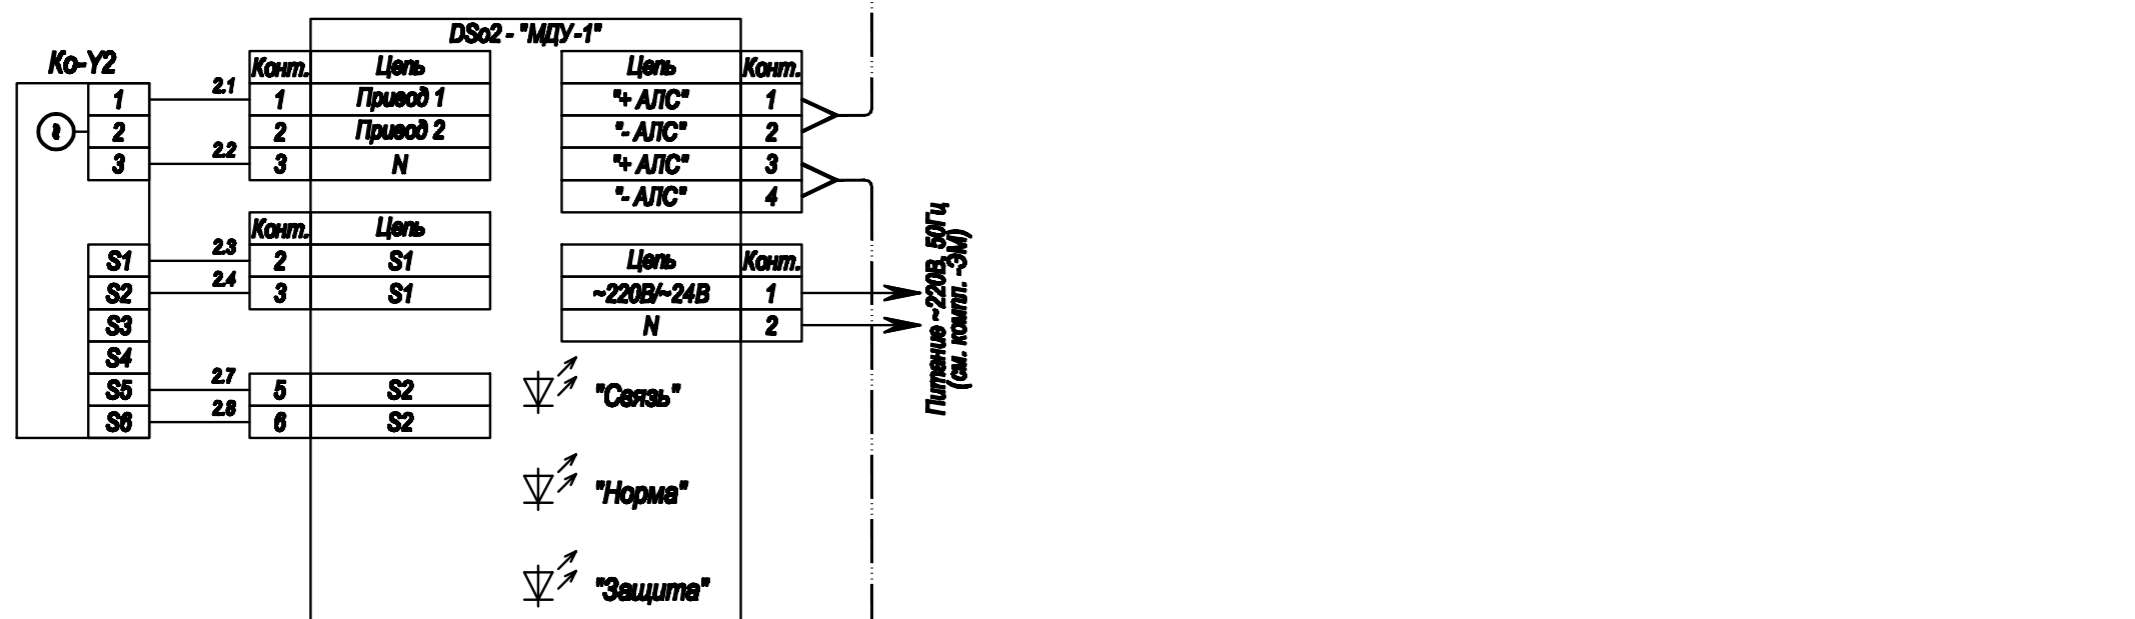 DSo2 - "МДУ-1"
Ко-Y2
Конт. Цепь
Цепь Конт.
1 2.1 1 Привод 1
"+ АЛС" 1
≈ 2 2 Привод 2
"- АЛС" 2
3 2.2 3 N
"+ АЛС" 3
"- АЛС" 4
Конт. Цепь
S1 2.3 2 S1
Цепь Конт.
S2 2.4 3 S1
~220В/~24В 1
S3
N 2
S4
S5 2.7 5 S2
S6 2.8 6 S2
Питание ~220В, 50Гц
(см. компл. -ЭМ)
"Связь"
"Норма"
"Защита"